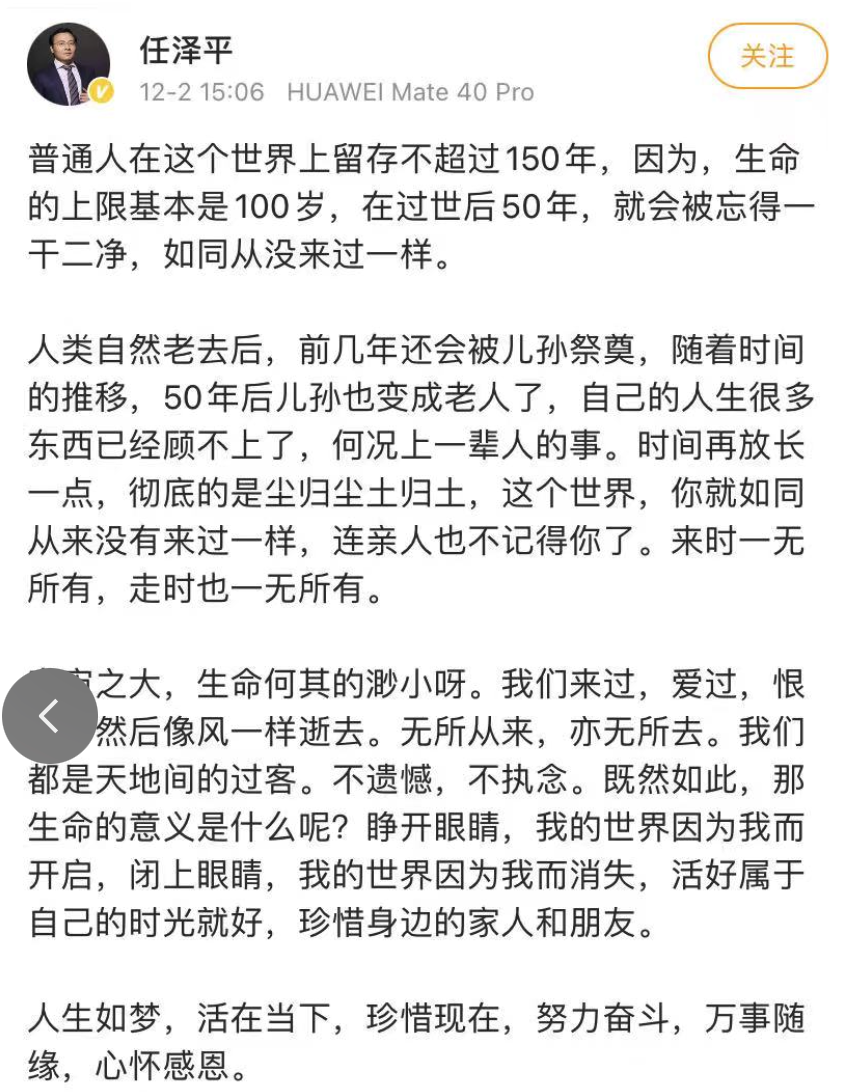 任泽平
关注
12-2 15:06 HUAWEI Mate 40 Pro
普通人在这个世界上留存不超过150年，因为，生命
的上限基本是100岁，在过世后50年，就会被忘得一
干二净，如同从没来过一样。
人类自然老去后，前几年还会被儿孙祭奠，随着时间
的推移，50年后儿孙也变成老人了，自己的人生很多
东西已经顾不上了，何况上一辈人的事。时间再放长
一点，彻底的是尘归尘土归土，这个世界，你就如同
从来没有来过一样，连亲人也不记得你了。来时一无
所有，走时也一无所有。
之大，生命何其的渺小呀。我们来过，爱过，恨
然后像风一样逝去。无所从来，亦无所去。我们
都是天地间的过客。不遗憾，不执念。既然如此，那
生命的意义是什么呢？睁开眼睛，我的世界因为我而
开启，闭上眼睛，我的世界因为我而消失，活好属于
自己的时光就好，珍惜身边的家人和朋友。
人生如梦，活在当下，珍惜现在，努力奋斗，万事随
缘，心怀感恩。